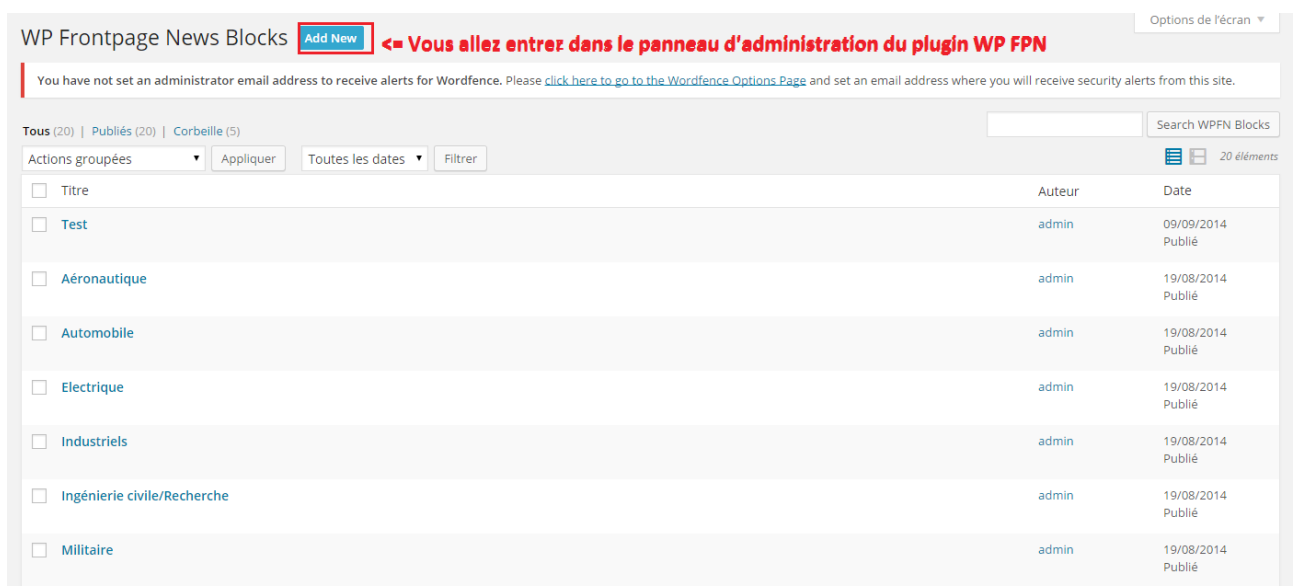 Options de l'écran ▼
WP Frontpage News Blocks Add New <= Vous allez entrer dans le panneau d'administration du plugin WP FPN
You have not set an administrator email address to receive alerts for Wordfence. Please click here to go to the Wordfence Options Page and set an email address where you will receive security alerts from this site.
Tous (20) | Publiés (20) | Corbeille (5)
Search WPFN Blocks
Actions groupées ▼ Appliquer Toutes les dates ▼ Filtrer
20 éléments
Titre Auteur Date
Test admin 09/09/2014
Publié
Aéronautique admin 19/08/2014
Publié
Automobile admin 19/08/2014
Publié
Electrique admin 19/08/2014
Publié
Industriels admin 19/08/2014
Publié
Ingénierie civile/Recherche admin 19/08/2014
Publié
Militaire admin 19/08/2014
Publié